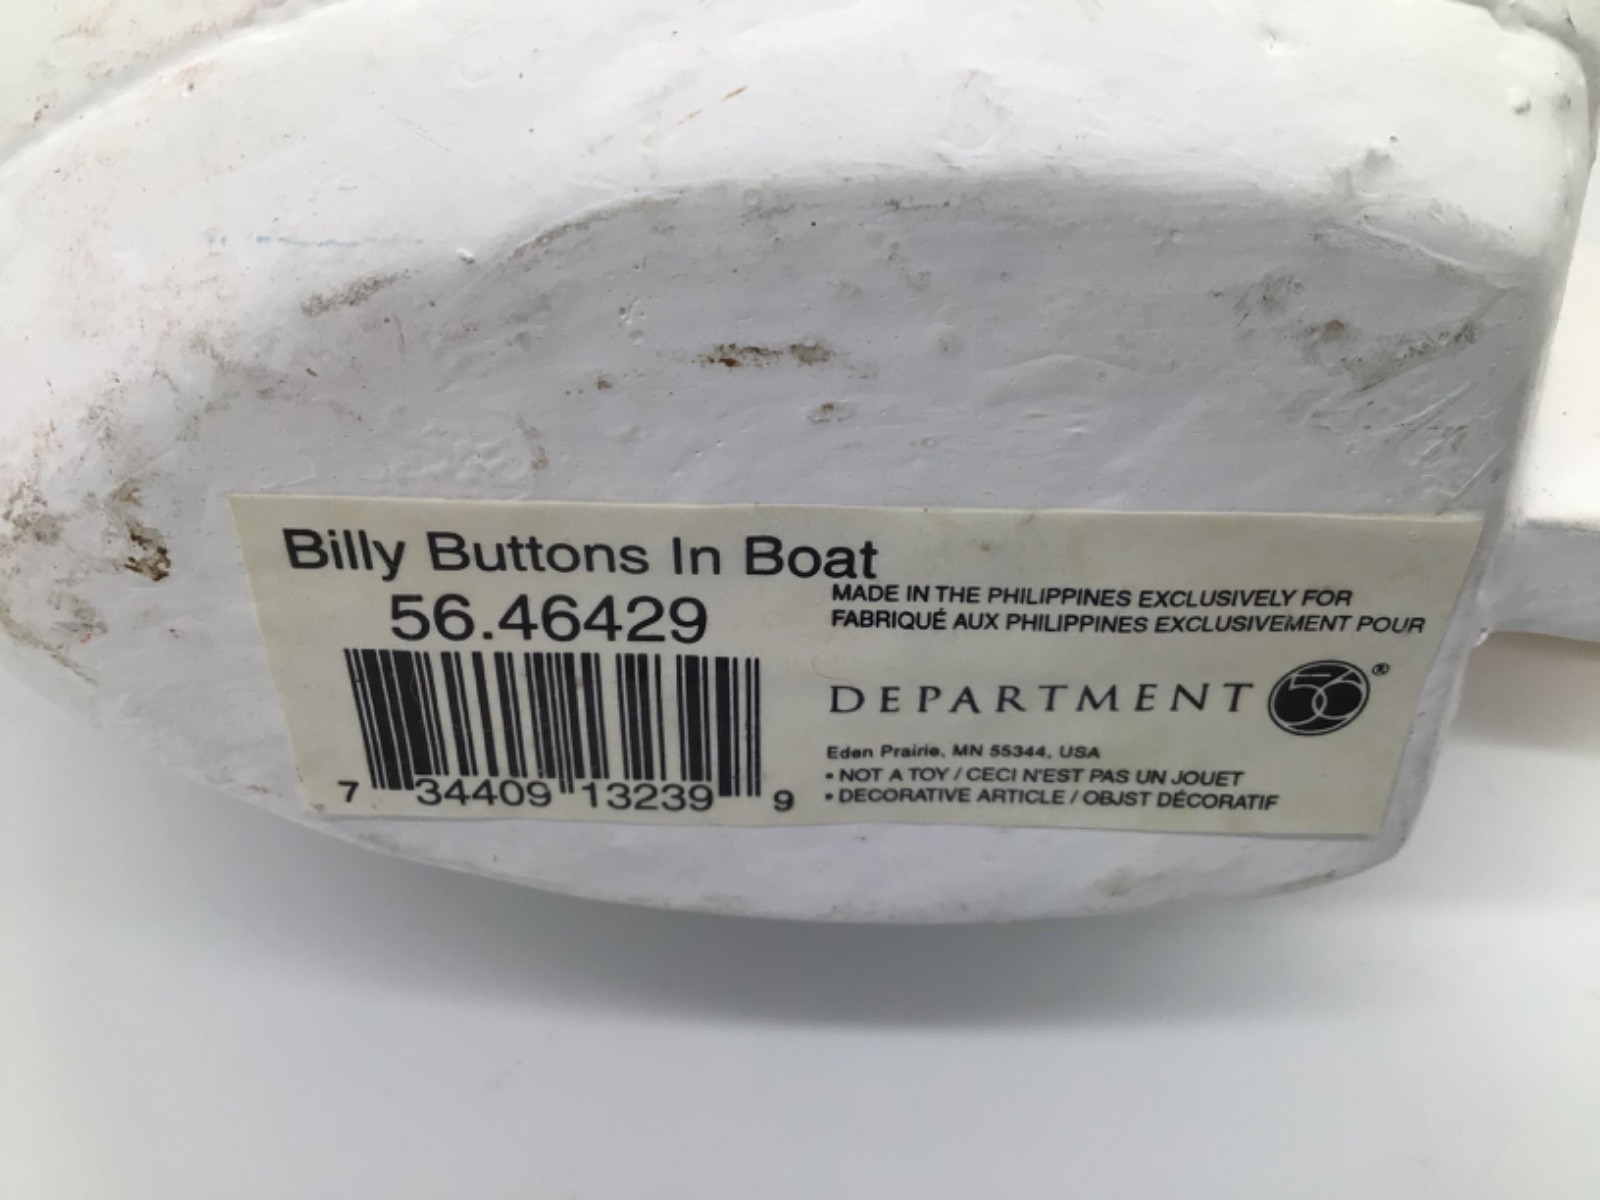 Billy Buttons In Boat
56.46429
7 34409 13239 9
MADE IN THE PHILIPPINES EXCLUSIVELY FOR
FABRIQUÉ AUX PHILIPPINES EXCLUSIVEMENT POUR
DEPARTMENT 56®
Eden Prairie, MN 55344, USA
• NOT A TOY / CECI N'EST PAS UN JOUET
• DECORATIVE ARTICLE / OBJST DÉCORATIF